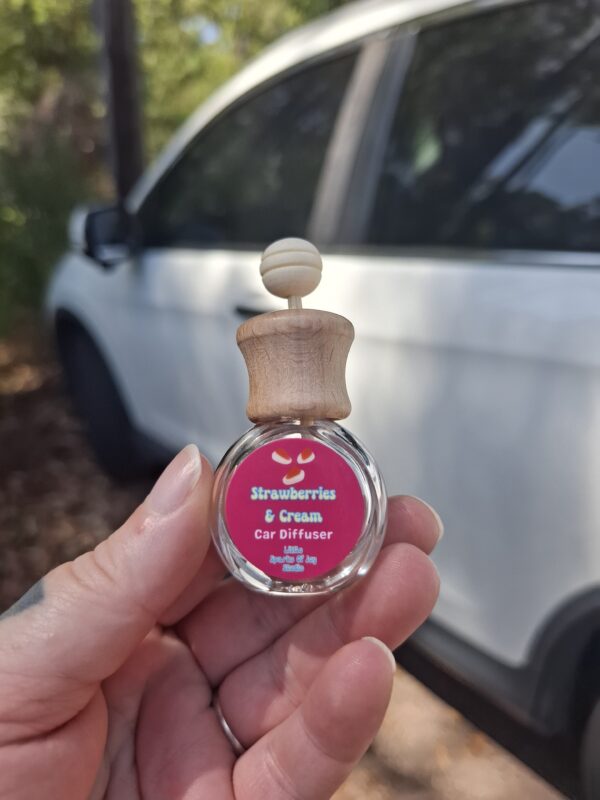 Strawberries
& Cream
Car Diffuser
Little
Sparks Of Joy
Studio